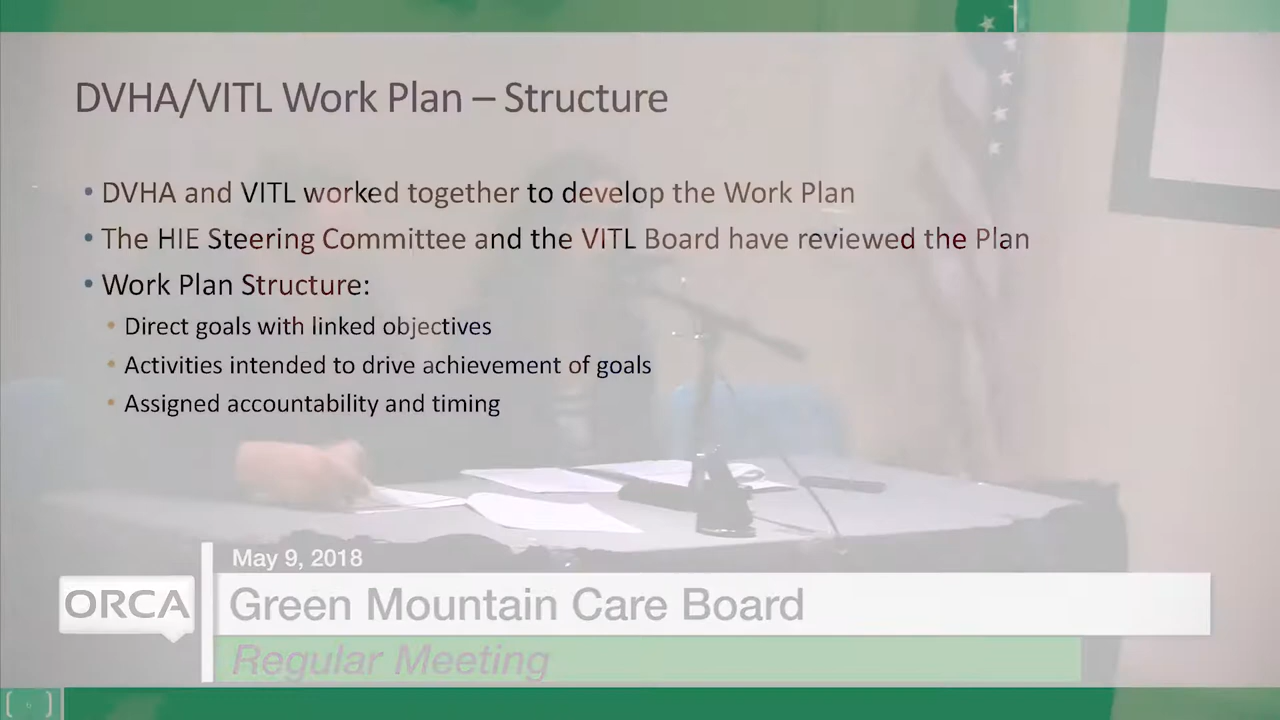 DVHA/VITL Work Plan – Structure
• DVHA and VITL worked together to develop the Work Plan
• The HIE Steering Committee and the VITL Board have reviewed the Plan
• Work Plan Structure:
• Direct goals with linked objectives
• Activities intended to drive achievement of goals
• Assigned accountability and timing
May 9, 2018
ORCA
Green Mountain Care Board
Regular Meeting
6